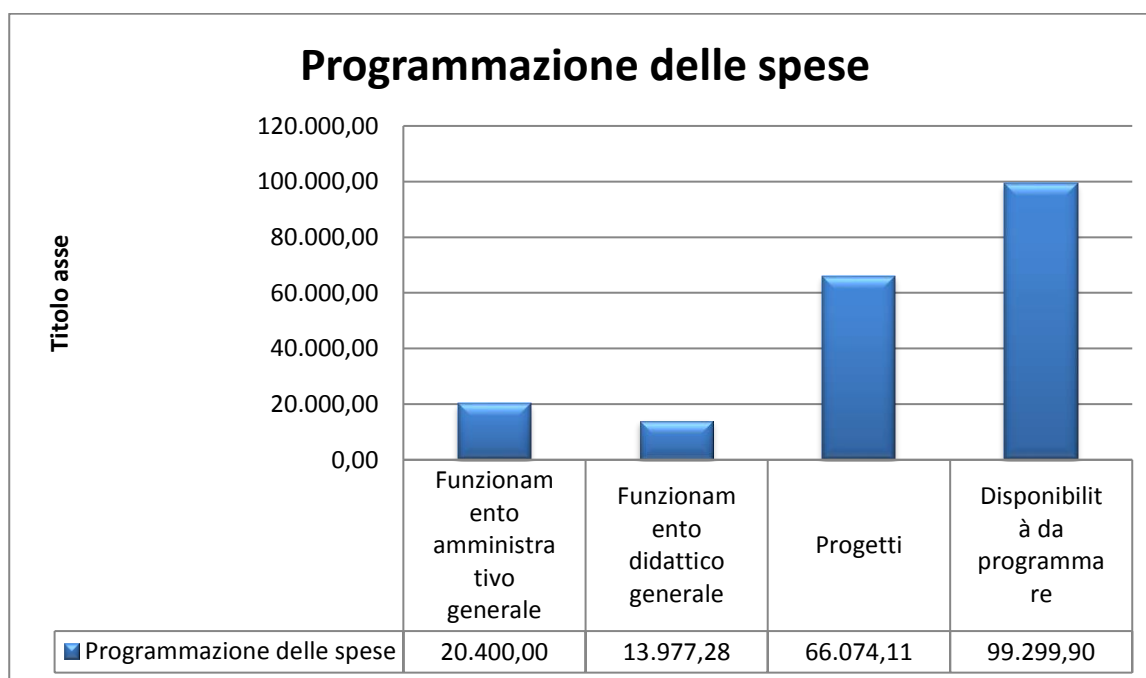 Programmazione delle spese
120.000,00
100.000,00
80.000,00
60.000,00
40.000,00
20.000,00
0,00
Titolo asse
Funzionam
ento
amministra
tivo
generale
Funzionam
ento
didattico
generale
Progetti
Disponibilit
à da
programma
re
Programmazione delle spese 20.400,00 13.977,28 66.074,11 99.299,90